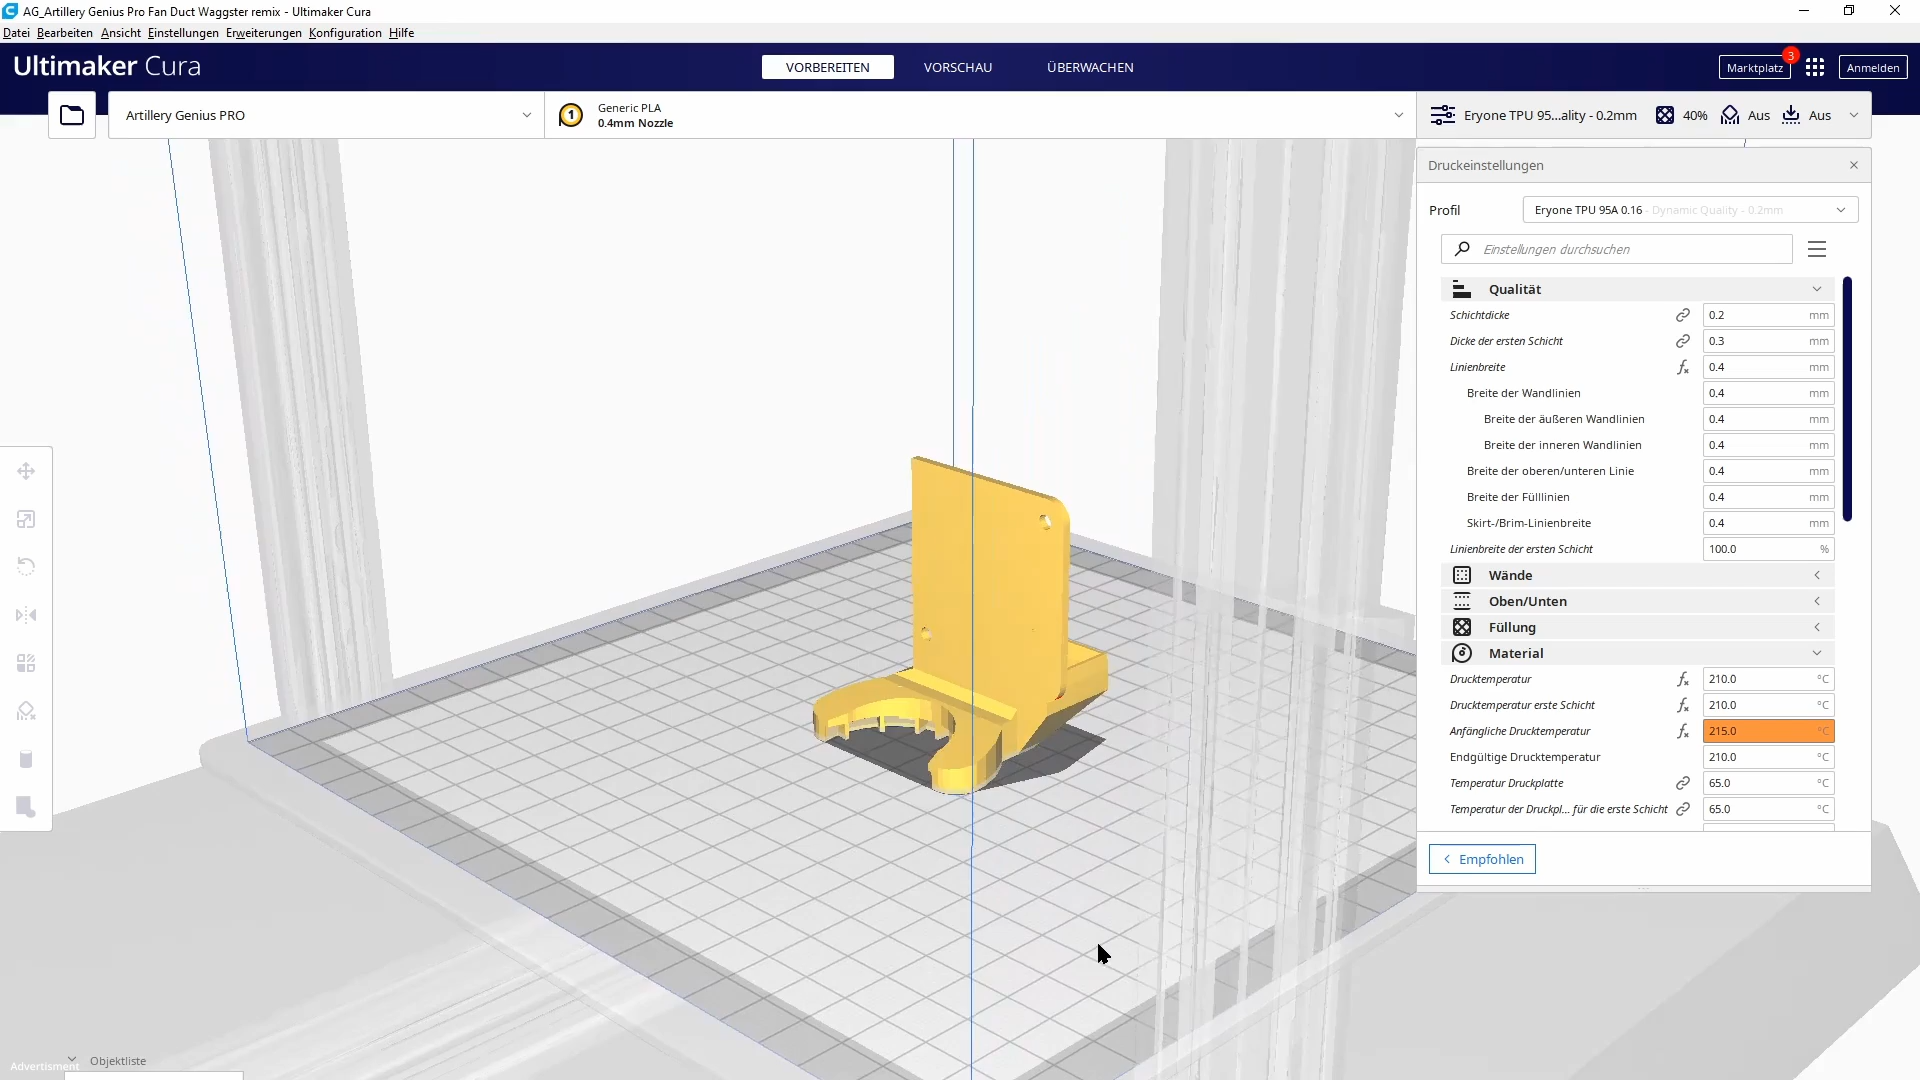 AG_Artillery Genius Pro Fan Duct Waggster remix - Ultimaker Cura
Datei Bearbeiten Ansicht Einstellungen Erweiterungen Konfiguration Hilfe
Ultimaker Cura
VORBEREITEN
VORSCHAU
ÜBERWACHEN
Marktplatz
3
Anmelden
Artillery Genius PRO
1
Generic PLA
0.4mm Nozzle
Eryone TPU 95...ality - 0.2mm
40%
Aus
Aus
Druckeinstellungen
Profil
Eryone TPU 95A 0.16 - Dynamic Quality - 0.2mm
Einstellungen durchsuchen
Qualität
Schichtdicke 0.2 mm
Dicke der ersten Schicht 0.3 mm
Linienbreite 0.4 mm
Breite der Wandlinien 0.4 mm
Breite der äußeren Wandlinien 0.4 mm
Breite der inneren Wandlinien 0.4 mm
Breite der oberen/unteren Linie 0.4 mm
Breite der Fülllinien 0.4 mm
Skirt-/Brim-Linienbreite 0.4 mm
Linienbreite der ersten Schicht 100.0 %
Wände
Oben/Unten
Füllung
Material
Drucktemperatur 210.0 °C
Drucktemperatur erste Schicht 210.0 °C
Anfängliche Drucktemperatur 215.0 °C
Endgültige Drucktemperatur 210.0 °C
Temperatur Druckplatte 65.0 °C
Temperatur der Druckpl... für die erste Schicht 65.0 °C
Empfohlen
Objektliste
Advertisment